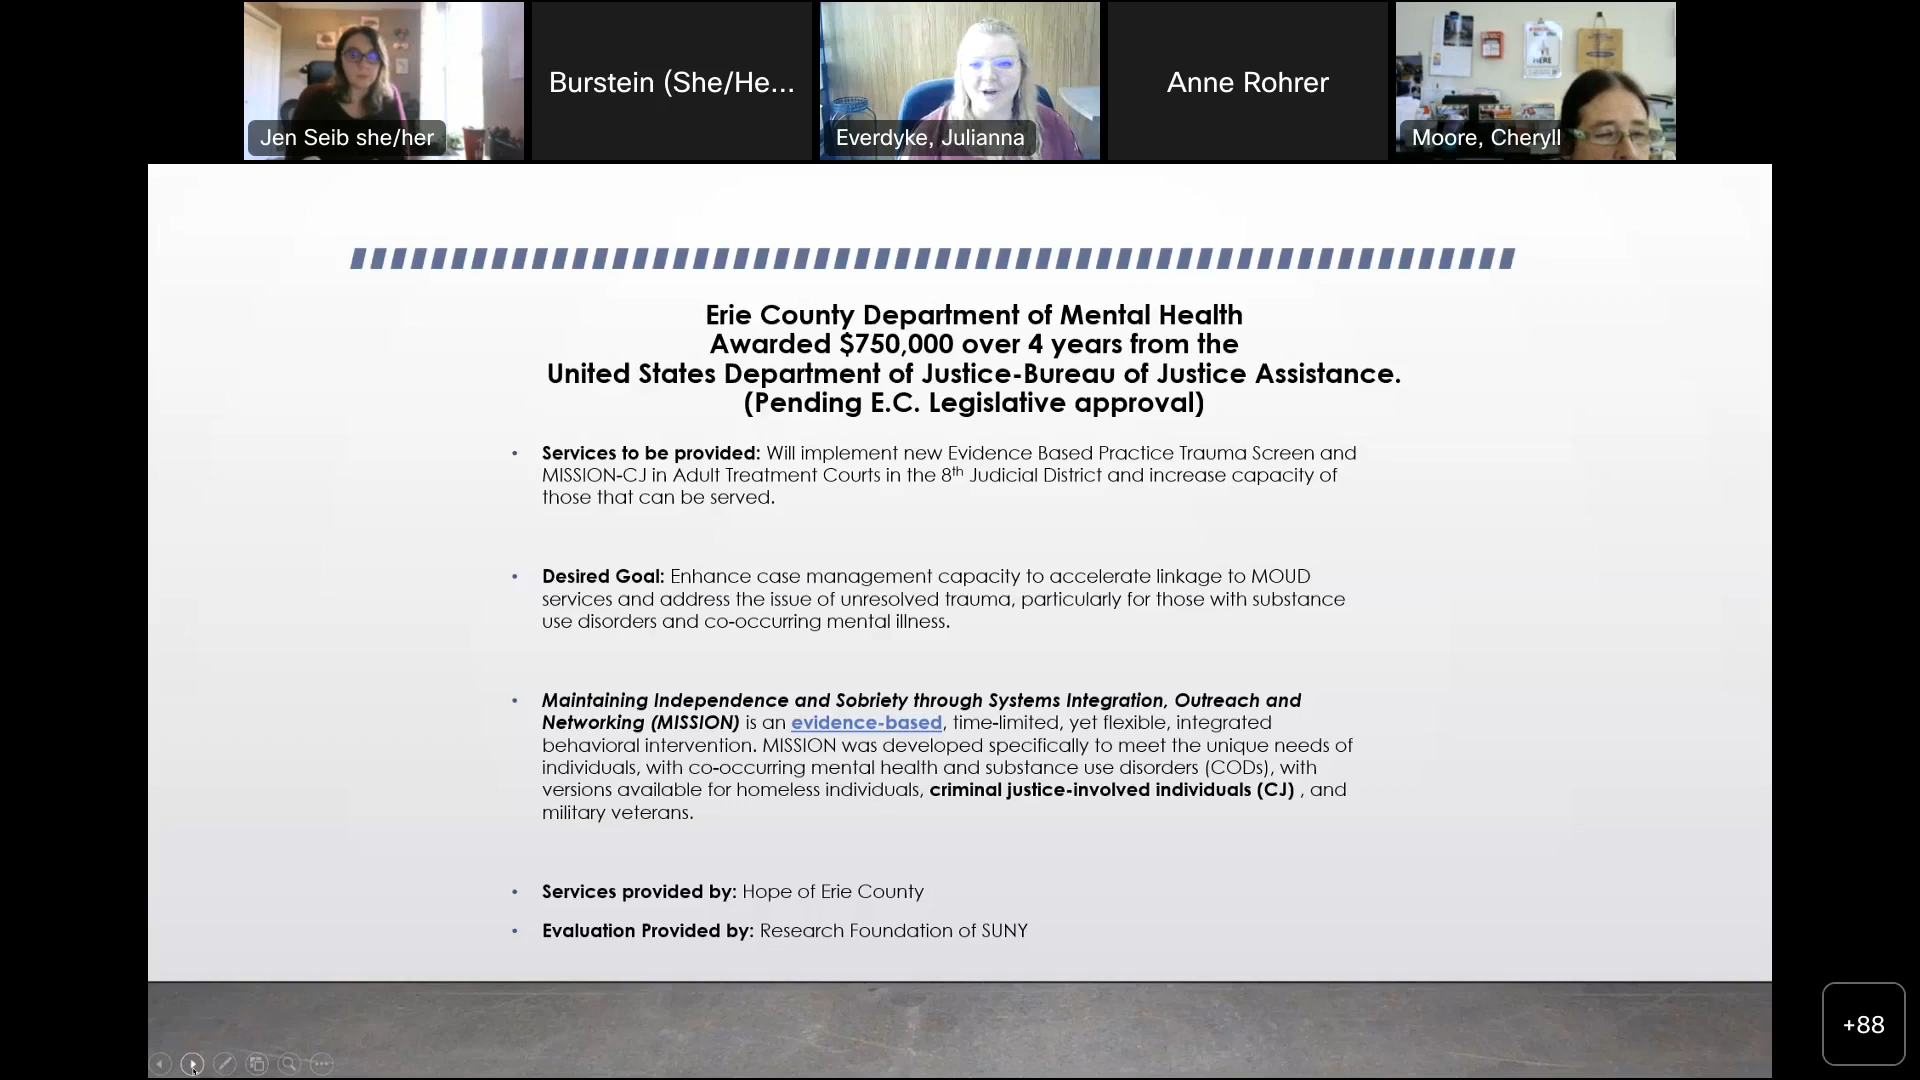 Jen Seib she/her
Burstein (She/He...
Everdyke, Julianna
Anne Rohrer
HERE
Moore, Cheryll
Erie County Department of Mental Health
Awarded $750,000 over 4 years from the
United States Department of Justice-Bureau of Justice Assistance.
(Pending E.C. Legislative approval)
• Services to be provided: Will implement new Evidence Based Practice Trauma Screen and
MISSION-CJ in Adult Treatment Courts in the 8th Judicial District and increase capacity of
those that can be served.
• Desired Goal: Enhance case management capacity to accelerate linkage to MOUD
services and address the issue of unresolved trauma, particularly for those with substance
use disorders and co-occurring mental illness.
• Maintaining Independence and Sobriety through Systems Integration, Outreach and
Networking (MISSION) is an evidence-based, time-limited, yet flexible, integrated
behavioral intervention. MISSION was developed specifically to meet the unique needs of
individuals, with co-occurring mental health and substance use disorders (CODs), with
versions available for homeless individuals, criminal justice-involved individuals (CJ) , and
military veterans.
• Services provided by: Hope of Erie County
• Evaluation Provided by: Research Foundation of SUNY
+88